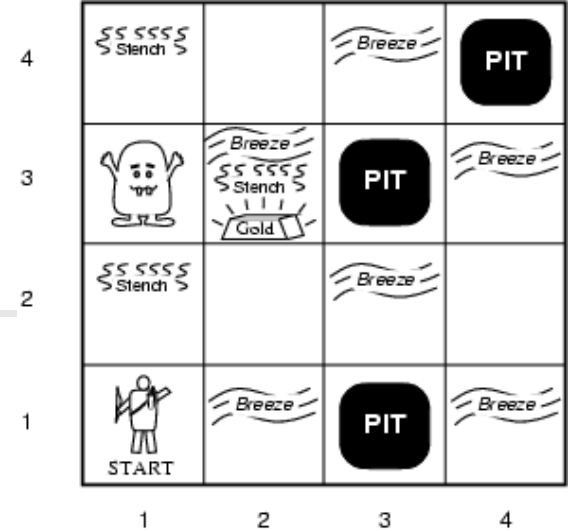 4
Stench
Breeze
PIT
3
Breeze
Stench
Gold
PIT
Breeze
2
Stench
Breeze
1
START
Breeze
PIT
Breeze
1 2 3 4